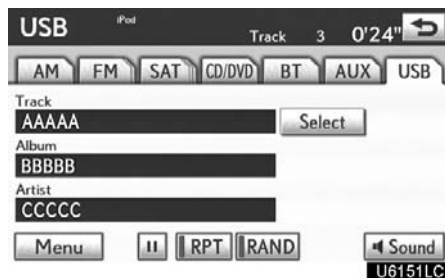 USB iPod Track 3 0'24"
AM FM SAT CD/DVD BT AUX USB
Track
AAAAA Select
Album
BBBBB
Artist
CCCCC
Menu RPT RAND Sound
U6151LC